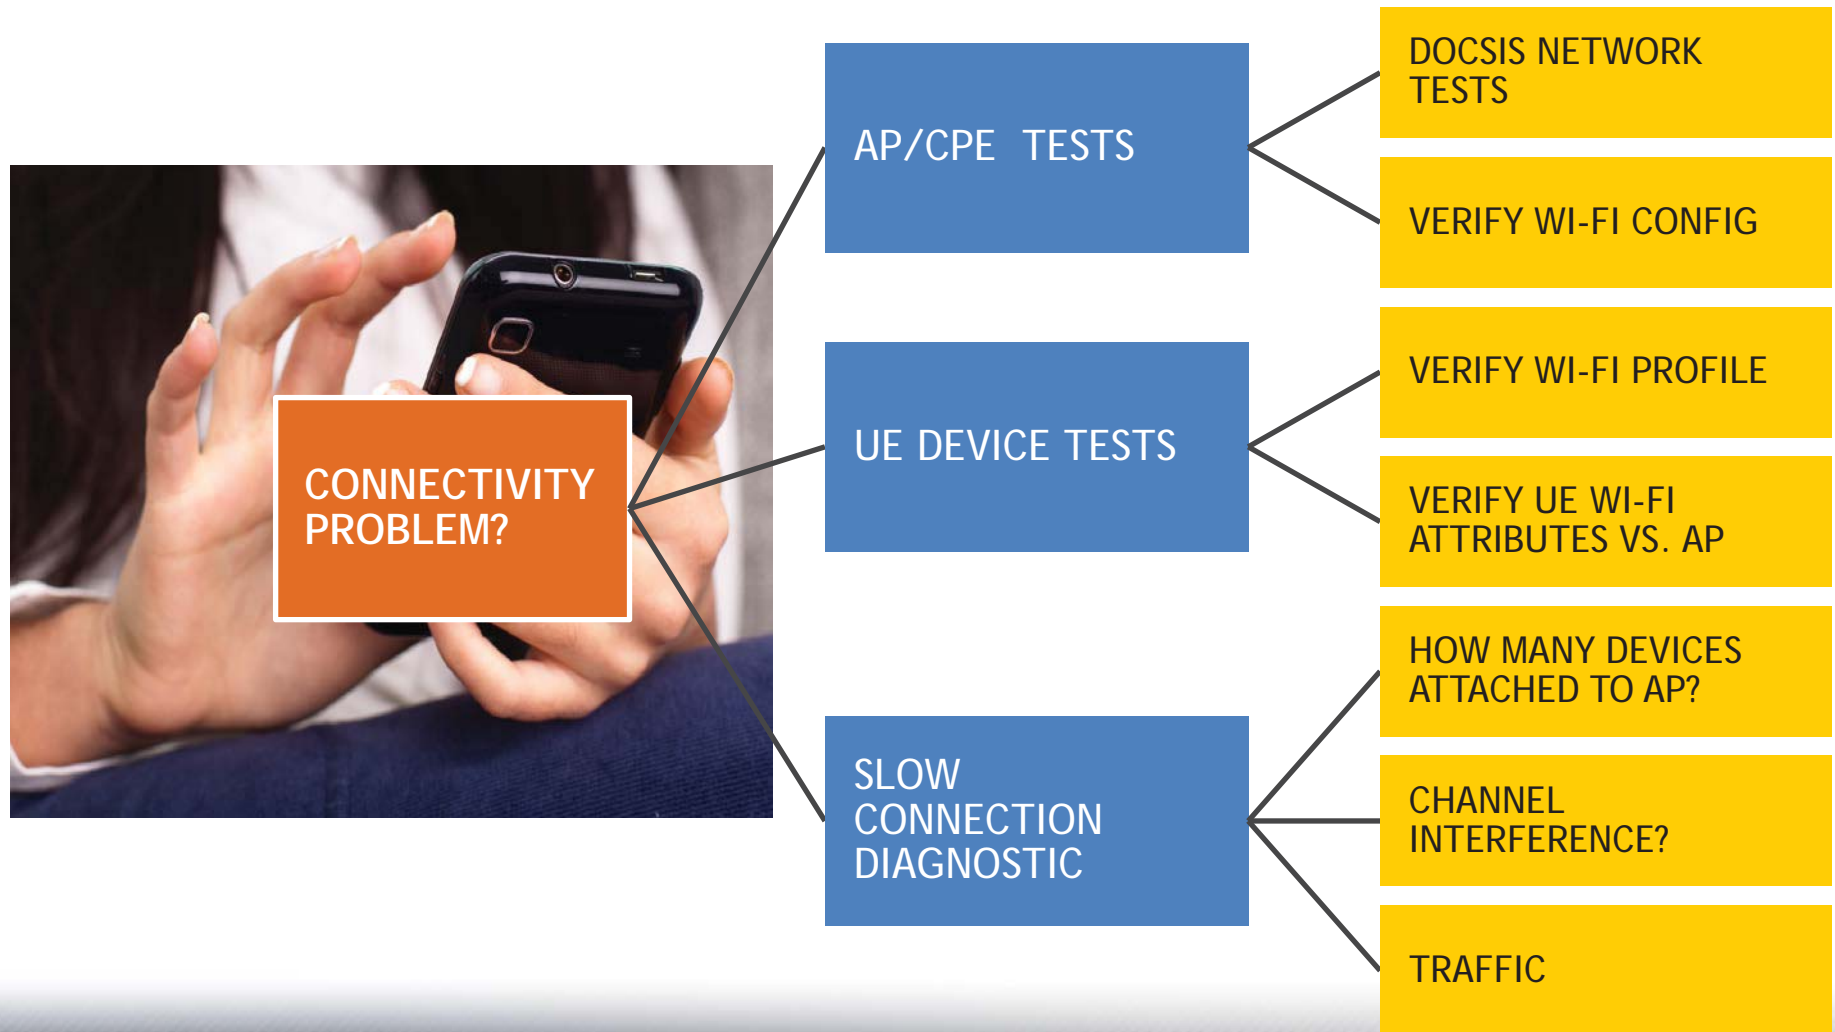 CONNECTIVITY
PROBLEM?
AP/CPE TESTS
DOCSIS NETWORK
TESTS
VERIFY WI-FI CONFIG
UE DEVICE TESTS
VERIFY WI-FI PROFILE
VERIFY UE WI-FI
ATTRIBUTES VS. AP
SLOW
CONNECTION
DIAGNOSTIC
HOW MANY DEVICES
ATTACHED TO AP?
CHANNEL
INTERFERENCE?
TRAFFIC